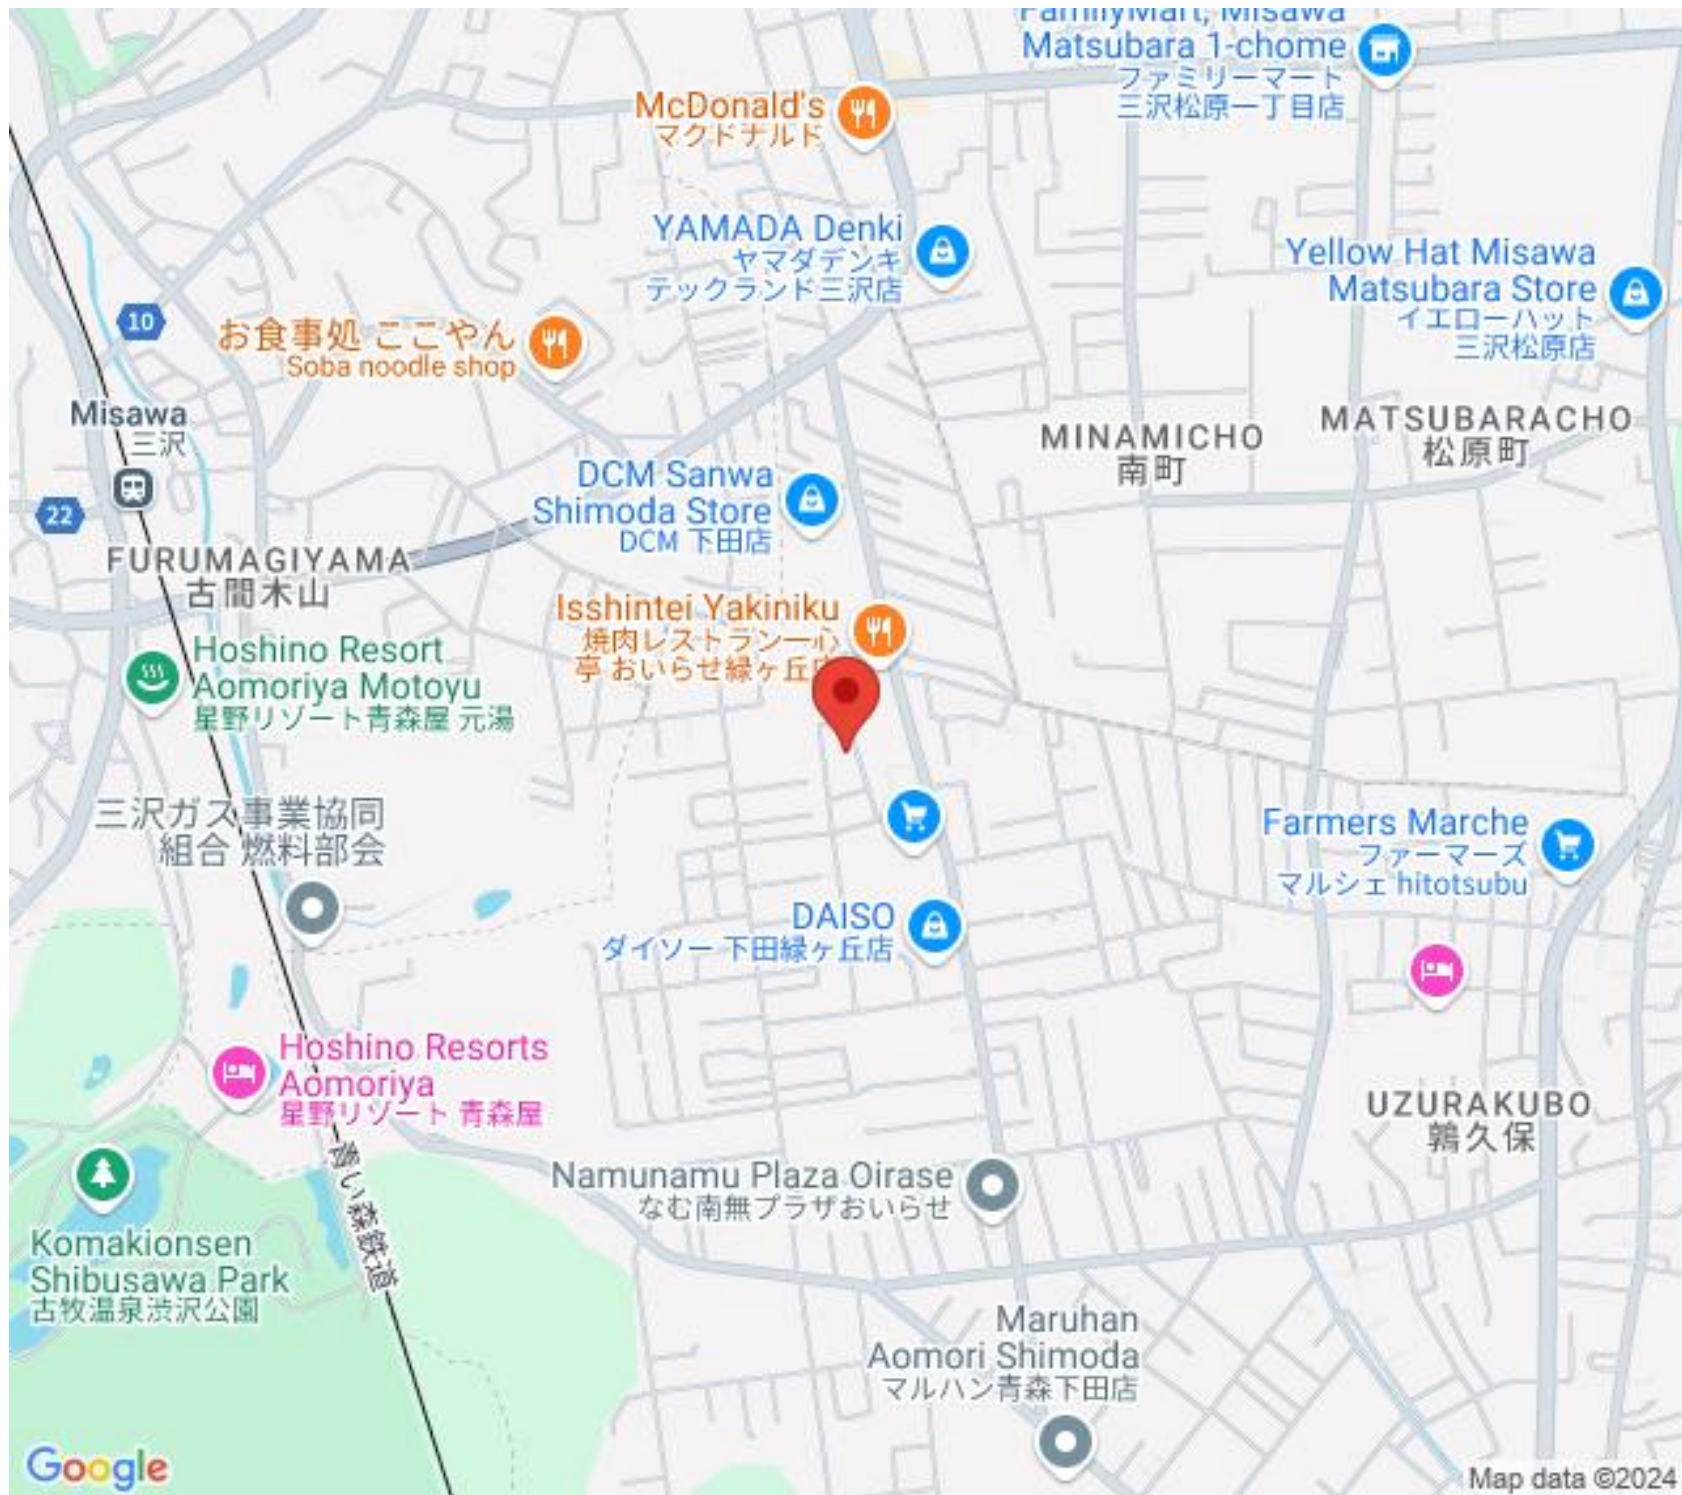 FamilyMart, Misawa
Matsubara 1-chome
ファミリーマート
三沢松原一丁目店
McDonald's
マクドナルド
YAMADA Denki
ヤマダデンキ
テックランド三沢店
Yellow Hat Misawa
Matsubara Store
イエローハット
三沢松原店
10
お食事処 ここやん
Soba noodle shop
Misawa
三沢
MINAMICHO
南町
MATSUBARACHO
松原町
DCM Sanwa
Shimoda Store
DCM 下田店
22
FURUMAGIYAMA
古間木山
Isshintei Yakiniku
焼肉レストラン一心
亭 おいらせ緑ヶ丘店
Hoshino Resort
Aomoriya Motoyu
星野リゾート青森屋 元湯
三沢ガス事業協同
組合 燃料部会
Farmers Marche
ファーマーズ
マルシェ hitotsubu
DAISO
ダイソー 下田緑ヶ丘店
Hoshino Resorts
Aomoriya
星野リゾート 青森屋
UZURAKUBO
鶉久保
青い森鉄道
Namunamu Plaza Oirase
なむ南無プラザおいらせ
Komakionsen
Shibusawa Park
古牧温泉渋沢公園
Maruhan
Aomori Shimoda
マルハン青森下田店
Google
Map data ©2024